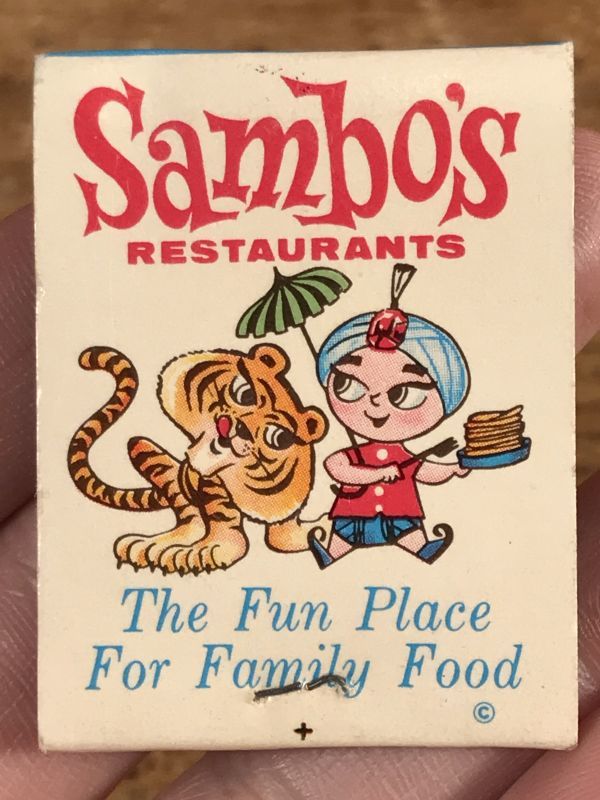 Sambo's
RESTAURANTS
The Fun Place
For Family Food
©